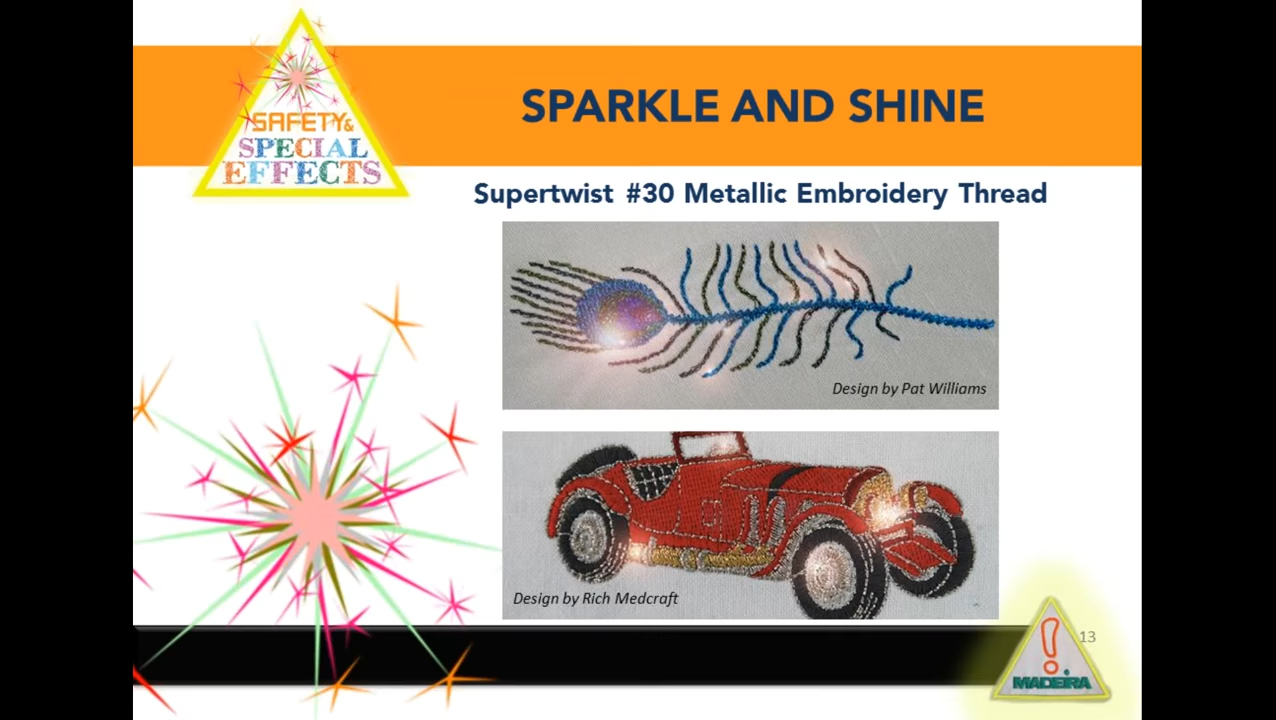 SPARKLE AND SHINE
SAFETY&
SPECIAL
EFFECTS
Supertwist #30 Metallic Embroidery Thread
Design by Pat Williams
Design by Rich Medcraft
13
!
MADEIRA